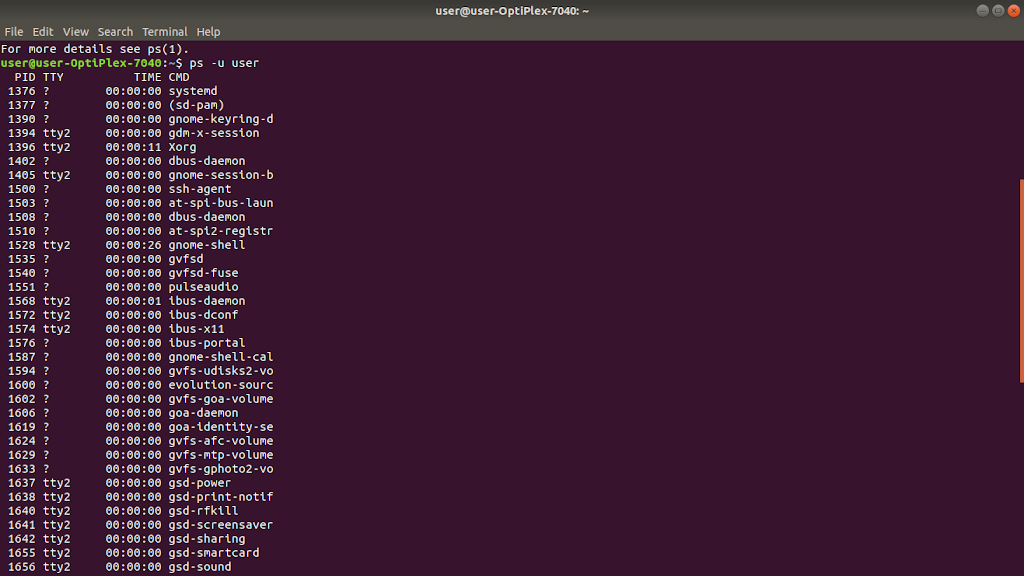 user@user-OptiPlex-7040: ~
File Edit View Search Terminal Help
For more details see ps(1).
user@user-OptiPlex-7040:~$ ps -u user
  PID TTY          TIME CMD
 1376 ?        00:00:00 systemd
 1377 ?        00:00:00 (sd-pam)
 1390 ?        00:00:00 gnome-keyring-d
 1394 tty2     00:00:00 gdm-x-session
 1396 tty2     00:00:11 Xorg
 1402 ?        00:00:00 dbus-daemon
 1405 tty2     00:00:00 gnome-session-b
 1500 ?        00:00:00 ssh-agent
 1503 ?        00:00:00 at-spi-bus-laun
 1508 ?        00:00:00 dbus-daemon
 1510 ?        00:00:00 at-spi2-registr
 1528 tty2     00:00:26 gnome-shell
 1535 ?        00:00:00 gvfsd
 1540 ?        00:00:00 gvfsd-fuse
 1551 ?        00:00:00 pulseaudio
 1568 tty2     00:00:01 ibus-daemon
 1572 tty2     00:00:00 ibus-dconf
 1574 tty2     00:00:00 ibus-x11
 1576 ?        00:00:00 ibus-portal
 1587 ?        00:00:00 gnome-shell-cal
 1594 ?        00:00:00 gvfs-udisks2-vo
 1600 ?        00:00:00 evolution-sourc
 1602 ?        00:00:00 gvfs-goa-volume
 1606 ?        00:00:00 goa-daemon
 1619 ?        00:00:00 goa-identity-se
 1624 ?        00:00:00 gvfs-afc-volume
 1629 ?        00:00:00 gvfs-mtp-volume
 1633 ?        00:00:00 gvfs-gphoto2-vo
 1637 tty2     00:00:00 gsd-power
 1638 tty2     00:00:00 gsd-print-notif
 1640 tty2     00:00:00 gsd-rfkill
 1641 tty2     00:00:00 gsd-screensaver
 1642 tty2     00:00:00 gsd-sharing
 1655 tty2     00:00:00 gsd-smartcard
 1656 tty2     00:00:00 gsd-sound